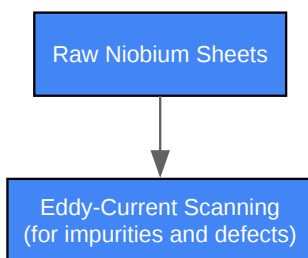 Raw Niobium Sheets
Eddy-Current Scanning
(for impurities and defects)